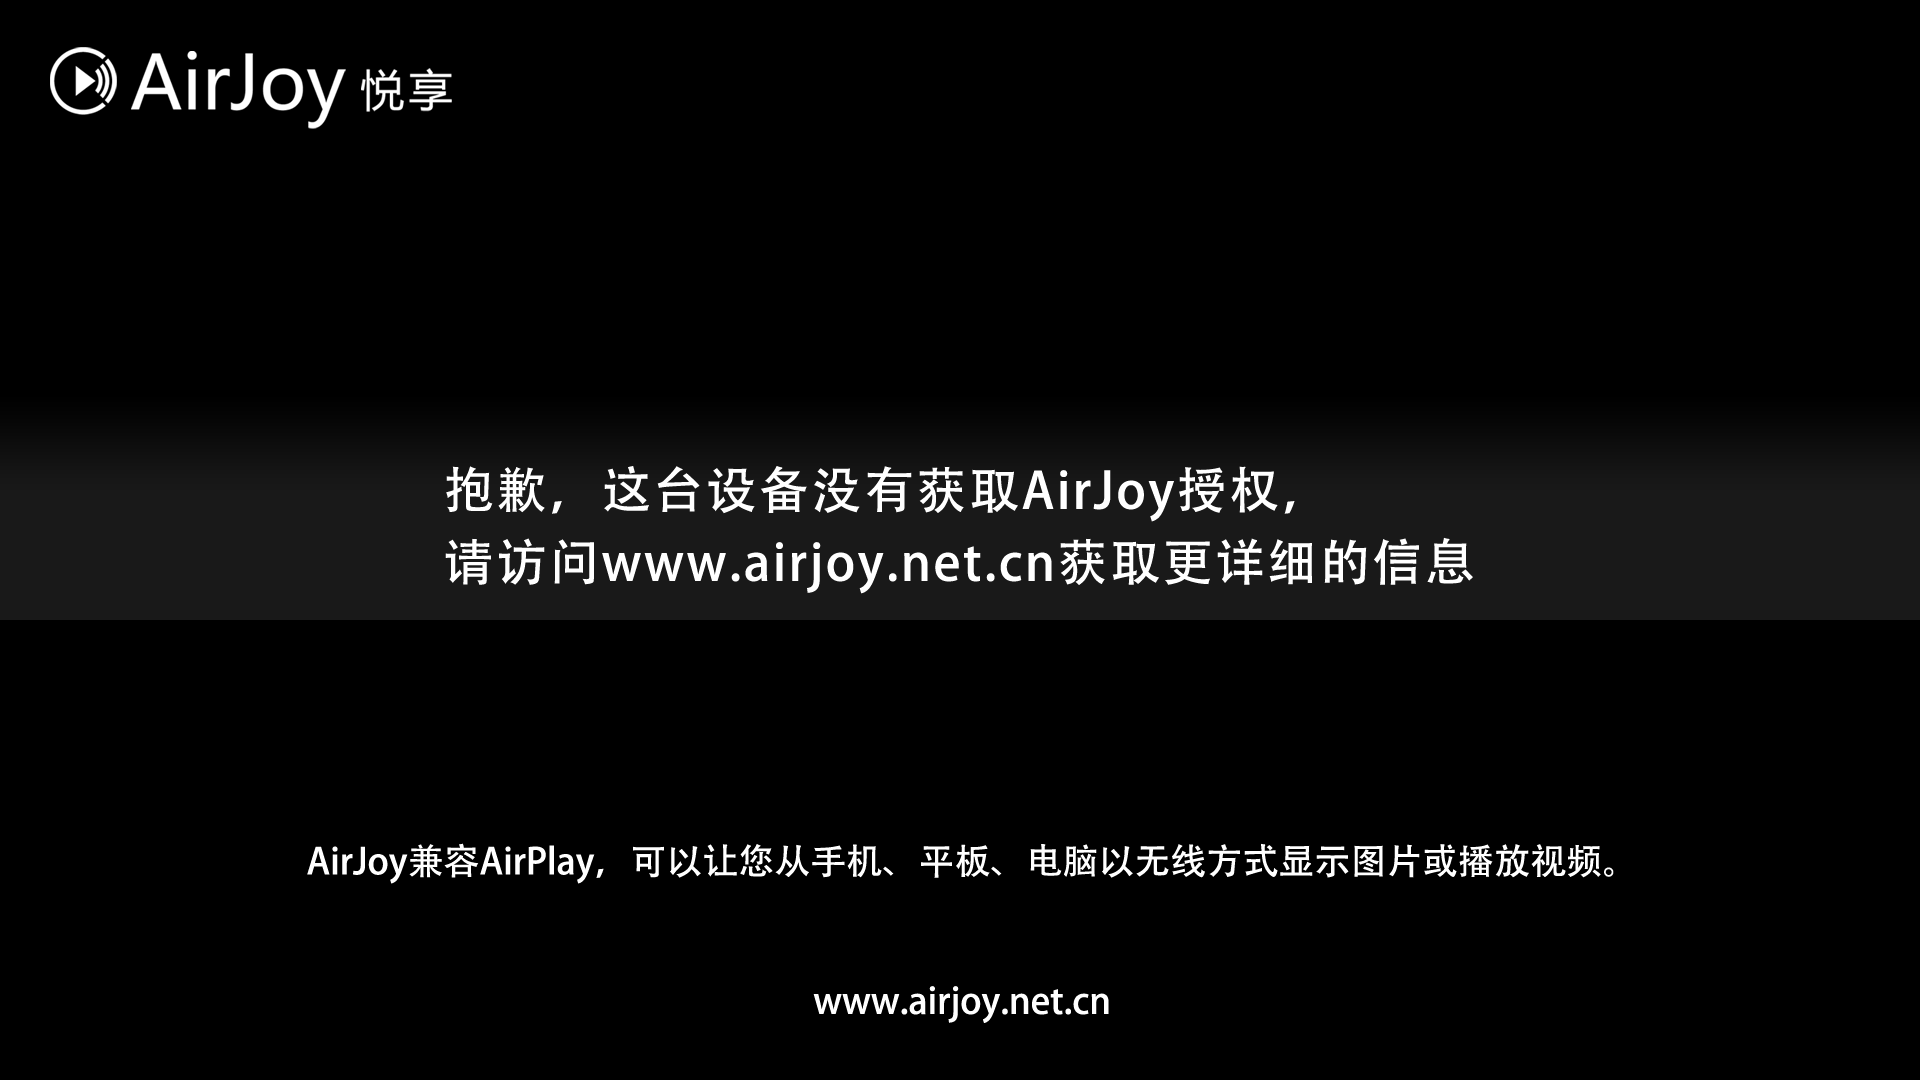 AirJoy 悦享
抱歉，这台设备没有获取AirJoy授权，
请访问www.airjoy.net.cn获取更详细的信息
AirJoy兼容AirPlay，可以让您从手机、平板、电脑以无线方式显示图片或播放视频。
www.airjoy.net.cn